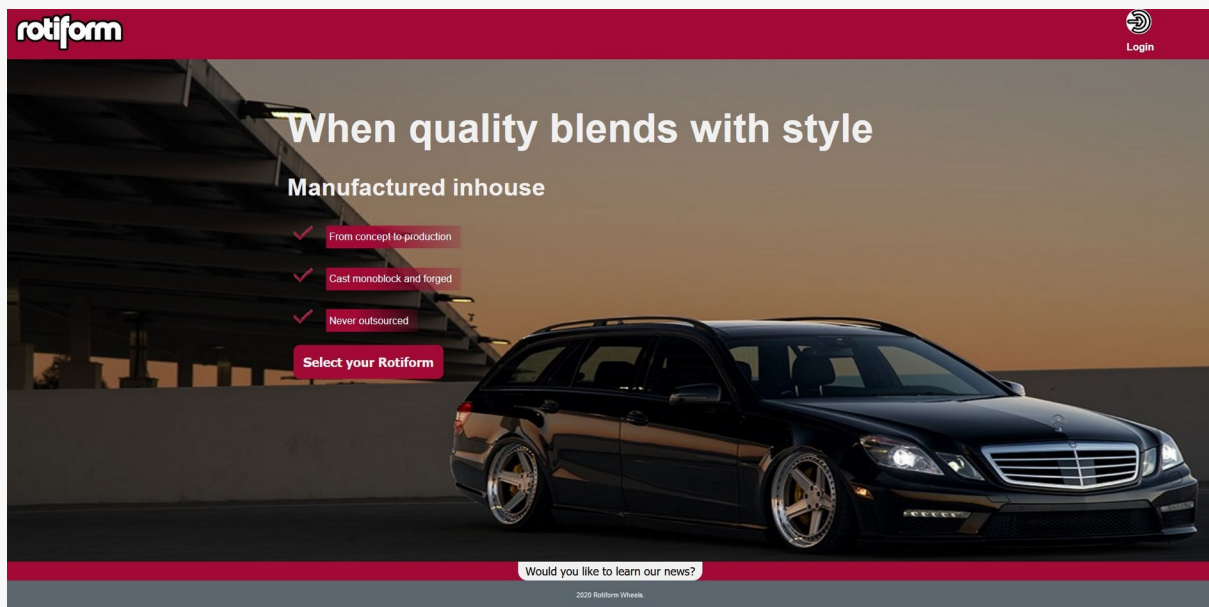 rotiform
Login
When quality blends with style
Manufactured inhouse
From concept to production
Cast monoblock and forged
Never outsourced
Select your Rotiform
Would you like to learn our news?
2020 Rotiform Wheels.